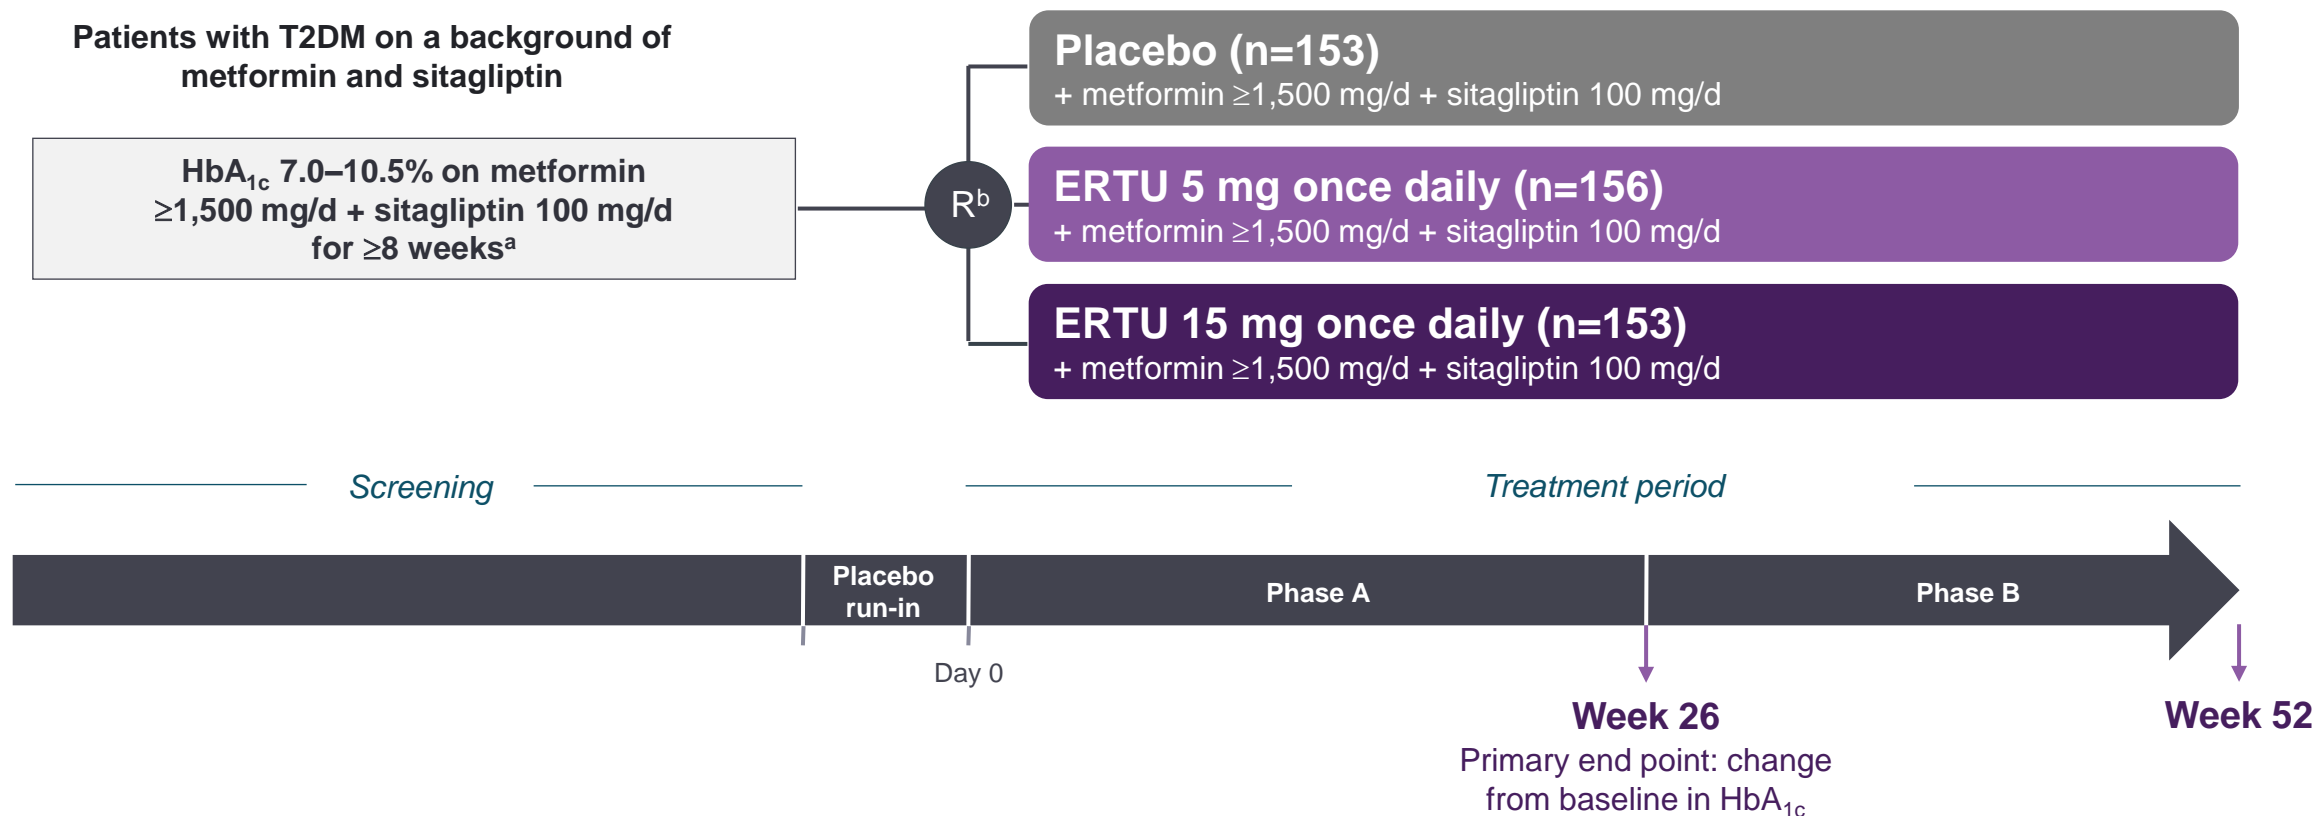 Patients with T2DM on a background of
metformin and sitagliptin
HbA1c 7.0–10.5% on metformin
≥1,500 mg/d + sitagliptin 100 mg/d
for ≥8 weeksa
Rb
Placebo (n=153)
+ metformin ≥1,500 mg/d + sitagliptin 100 mg/d
ERTU 5 mg once daily (n=156)
+ metformin ≥1,500 mg/d + sitagliptin 100 mg/d
ERTU 15 mg once daily (n=153)
+ metformin ≥1,500 mg/d + sitagliptin 100 mg/d
Screening
Treatment period
Placebo
run-in
Phase A
Phase B
Day 0
Week 26
Primary end point: change
from baseline in HbA1c
Week 52